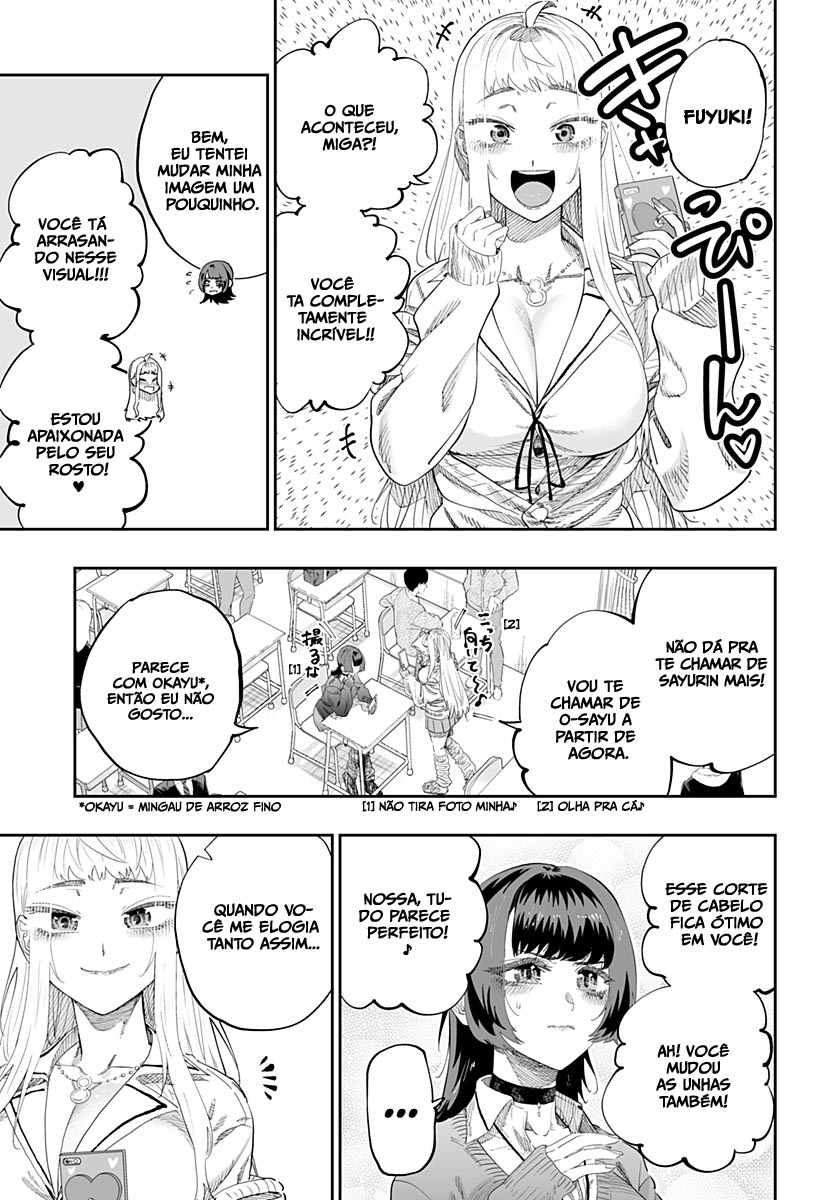 FUYUKI!
キャー
っぴーん♡
O QUE
ACONTECEU,
MIGA?!
VOCÊ
TA COMPLE-
TAMENTE
INCRÍVEL!!
BEM,
EU TENTEI
MUDAR MINHA
IMAGEM UM
POUQUINHO.
VOCÊ TÁ
ARRASAN-
DO NESSE
VISUAL!!!
ESTOU
APAIXONADA
PELO SEU
ROSTO!
♥
NÃO DÁ PRA
TE CHAMAR DE
SAYURIN MAIS!
VOU TE
CHAMAR DE
O-SAYU A
PARTIR DE
AGORA.
[2]
こっち
向いて~♪
[1]
撮るな
PARECE
COM OKAYU*,
ENTÃO EU NÃO
GOSTO...
*OKAYU = MINGAU DE ARROZ FINO
[1] NÃO TIRA FOTO MINHA♪
[2] OLHA PRA CÁ♪
ESSE CORTE
DE CABELO
FICA ÓTIMO
EM VOCÊ!
AH! VOCÊ
MUDOU
AS UNHAS
TAMBÉM!
NOSSA, TU-
DO PARECE
PERFEITO!
♪
...
QUANDO VO-
CÊ ME ELOGIA
TANTO ASSIM...